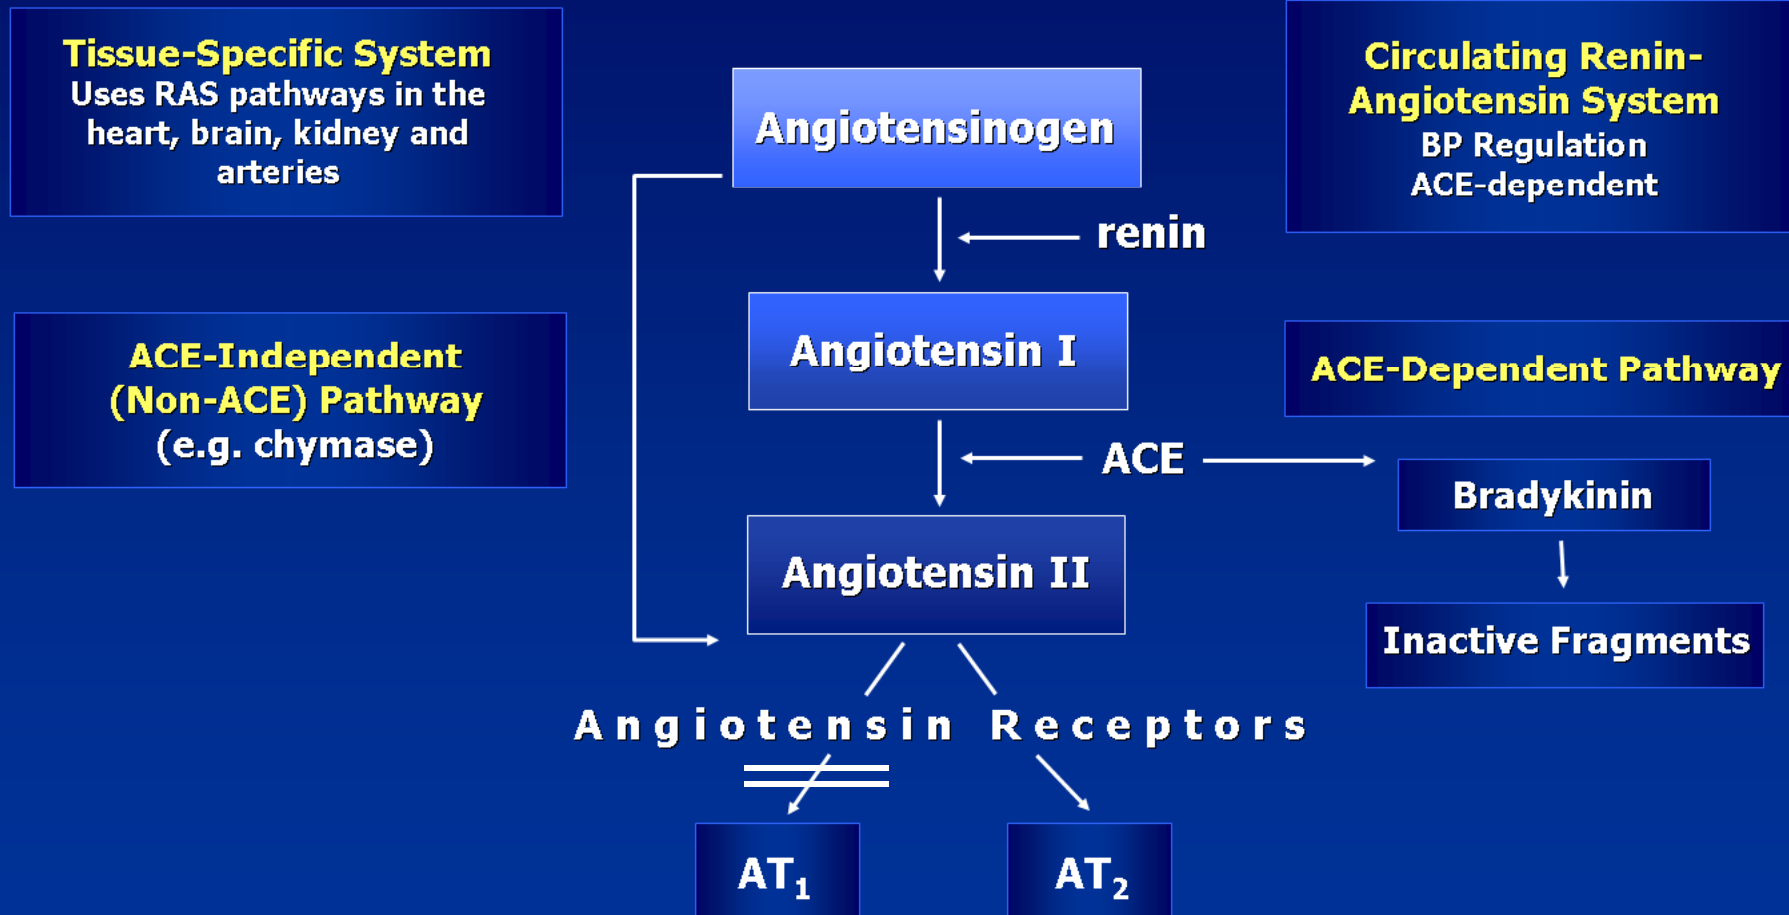 Tissue-Specific System
Uses RAS pathways in the
heart, brain, kidney and
arteries
Angiotensinogen
Circulating Renin-
Angiotensin System
BP Regulation
ACE-dependent
renin
ACE-Independent
(Non-ACE) Pathway
(e.g. chymase)
Angiotensin I
ACE-Dependent Pathway
ACE
Bradykinin
Angiotensin II
Inactive Fragments
Angiotensin Receptors
AT₁
AT₂